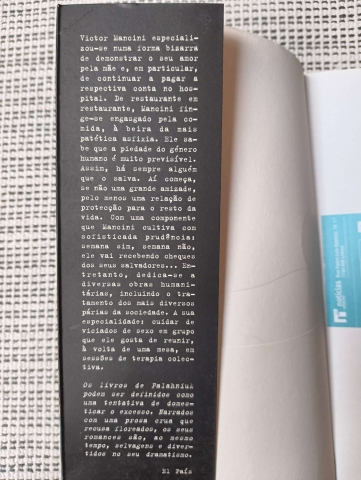 Victor Mancini especiali-
zou-se numa forma bizarra
de demonstrar o seu amor
pela mãe e, em particular,
de continuar a pagar a
respectiva conta no hos-
pital. De restaurante em
restaurante, Mancini fin-
ge-se engasgado pela co-
mida, à beira da mais
patética asfixia. Ele sa-
be que a piedade do género
humano é muito previsível.
Assim, há sempre alguém
que o salva. Aí começa,
se não uma grande amizade,
pelo menos uma relação de
protecção para o resto da
vida. Com uma componente
que Mancini cultiva com
sofisticada prudência:
semana sim, semana não,
ele vai recebendo cheques
dos seus salvadores... En-
tretanto, dedica-se a
diversas obras humani-
tárias, incluindo o tra-
tamento dos mais diversos
párias da sociedade. A sua
especialidade: cuidar de
viciados de sexo em grupo
que ele gosta de reunir,
à volta de uma mesa, em
sessões de terapia colec-
tiva.
Os livros de Palahniuk
podem ser definidos como
uma tentativa de domes-
ticar o excesso. Narrados
com uma prosa crua que
recusa floreados, os seus
romances são, ao mesmo
tempo, selvagens e diver-
tidos no seu dramatismo.
El País
notícias